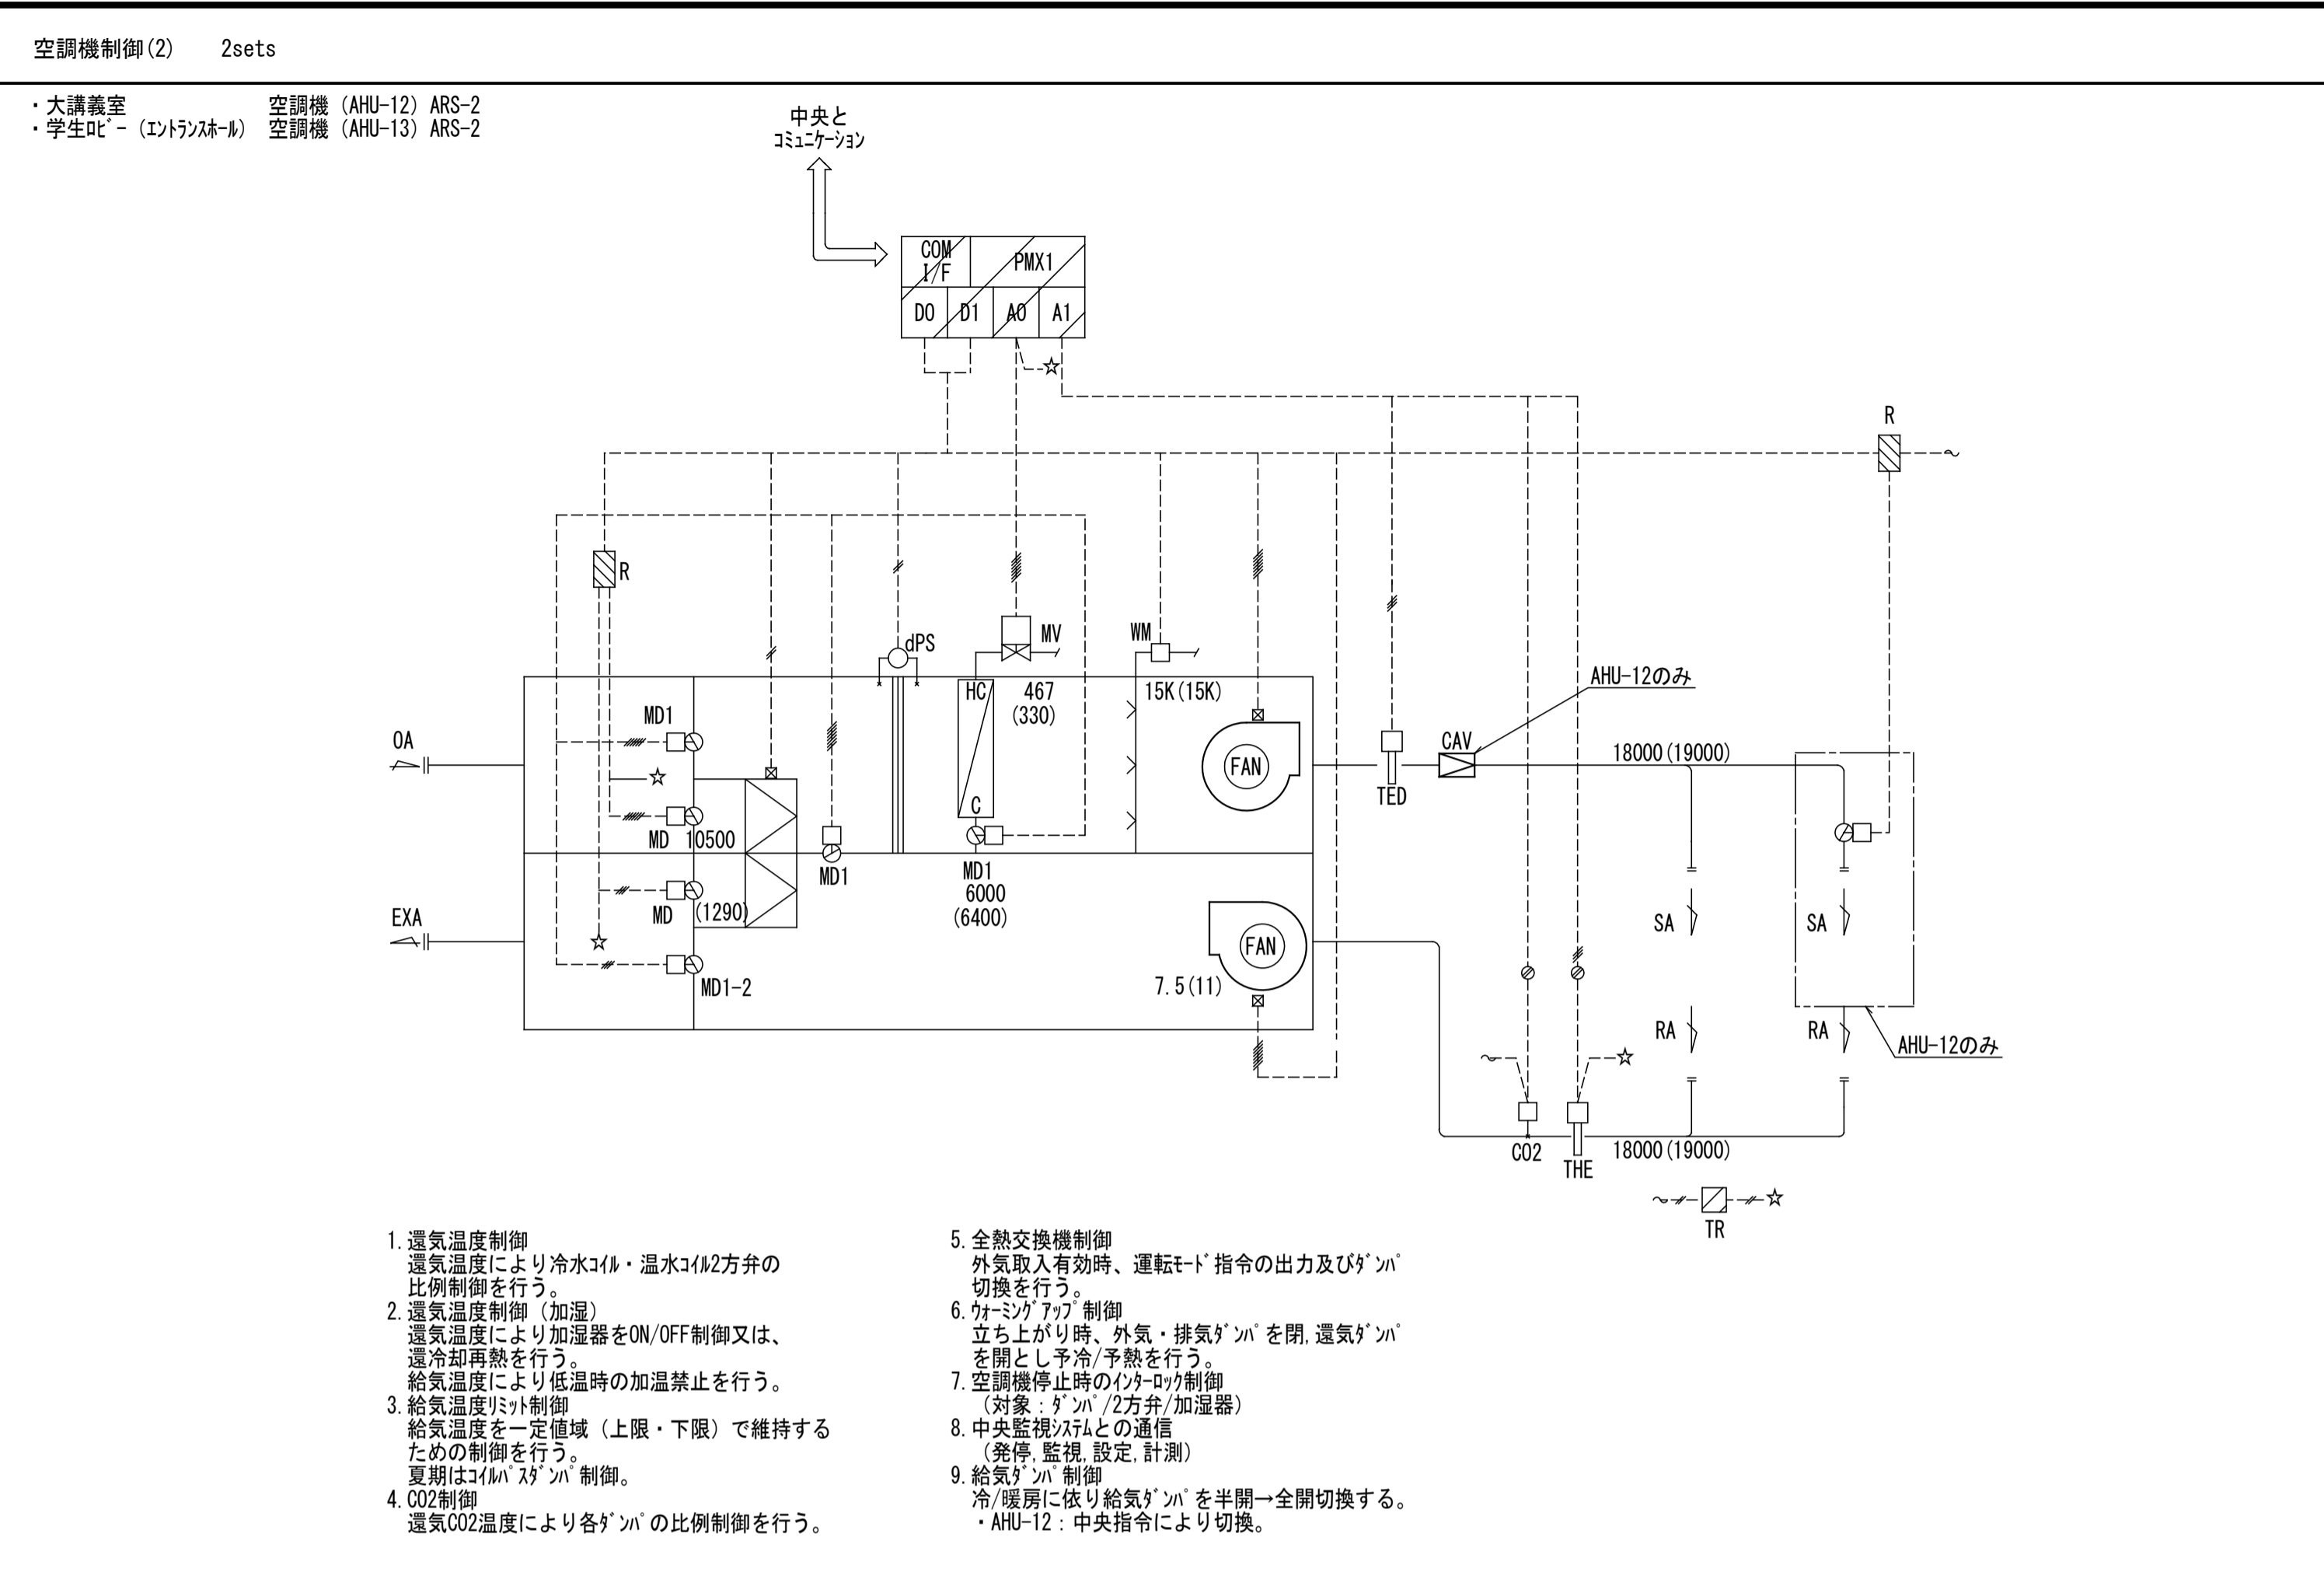 空調機制御(2)　　2sets
・大講義室　　　　　　　空調機（AHU-12）ARS-2
・学生ﾛﾋﾞｰ（ｴﾝﾄﾗﾝｽﾎｰﾙ）　空調機（AHU-13）ARS-2
中央と
ｺﾐｭﾆｹｰｼｮﾝ
COM
I/F
PMX1
DO
D1
AO
A1
R
R
dPS
MV
WM
HC
467
(330)
15K(15K)
AHU-12のみ
MD1
OA
CAV
18000(19000)
FAN
TED
C
MD
10500
MD1
MD1
6000
(6400)
MD
(1290)
EXA
FAN
SA
SA
MD1-2
7.5(11)
RA
RA
AHU-12のみ
CO2
THE
18000(19000)
TR
1.還気温度制御
還気温度により冷水ｺｲﾙ・温水ｺｲﾙ2方弁の
比例制御を行う。
2.還気温度制御（加湿）
還気温度により加湿器をON/OFF制御又は、
還冷却再熱を行う。
給気温度により低温時の加温禁止を行う。
3.給気温度ﾘﾐｯﾄ制御
給気温度を一定値域（上限・下限）で維持する
ための制御を行う。
夏期はｺｲﾙﾊﾟｽﾀﾞﾝﾊﾟ制御。
4.CO2制御
還気CO2温度により各ﾀﾞﾝﾊﾟの比例制御を行う。
5.全熱交換機制御
外気取入有効時、運転ﾓｰﾄﾞ指令の出力及びﾀﾞﾝﾊﾟ
切換を行う。
6.ｳｫｰﾐﾝｸﾞｱｯﾌﾟ制御
立ち上がり時、外気・排気ﾀﾞﾝﾊﾟを閉,還気ﾀﾞﾝﾊﾟ
を開とし予冷/予熱を行う。
7.空調機停止時のｲﾝﾀｰﾛｯｸ制御
（対象：ﾀﾞﾝﾊﾟ/2方弁/加湿器）
8.中央監視ｼｽﾃﾑとの通信
（発停,監視,設定,計測）
9.給気ﾀﾞﾝﾊﾟ制御
冷/暖房に依り給気ﾀﾞﾝﾊﾟを半開→全開切換する。
・AHU-12：中央指令により切換。